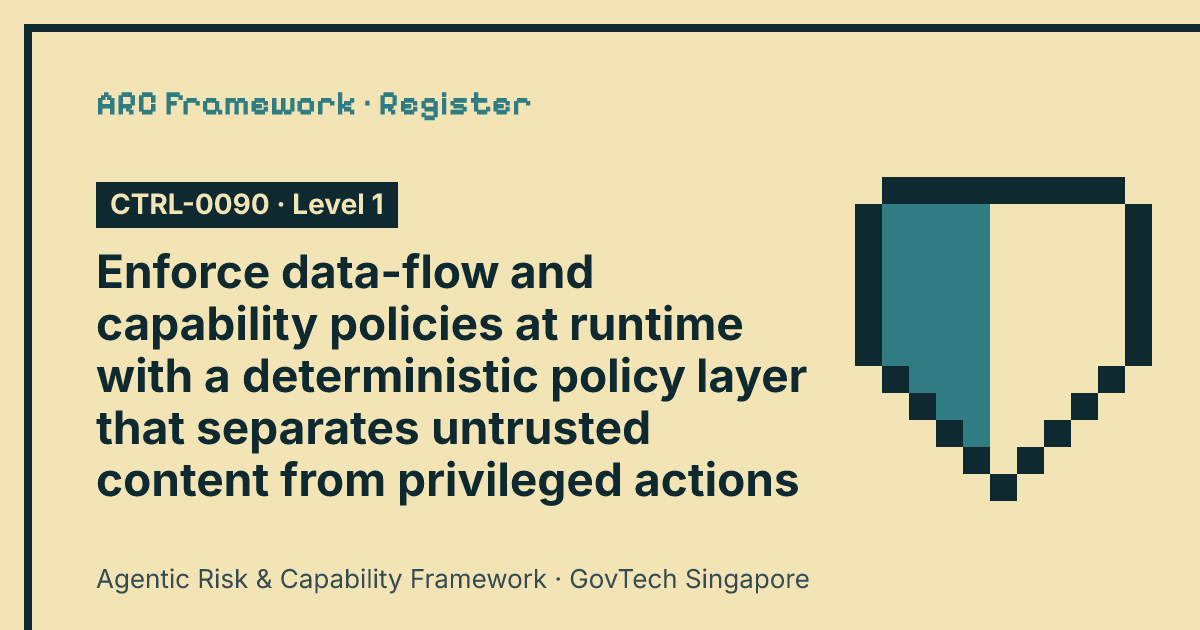 ARC Framework · Register
CTRL-0090 · Level 1
Enforce data-flow and
capability policies at runtime
with a deterministic policy layer
that separates untrusted
content from privileged actions
Agentic Risk & Capability Framework · GovTech Singapore